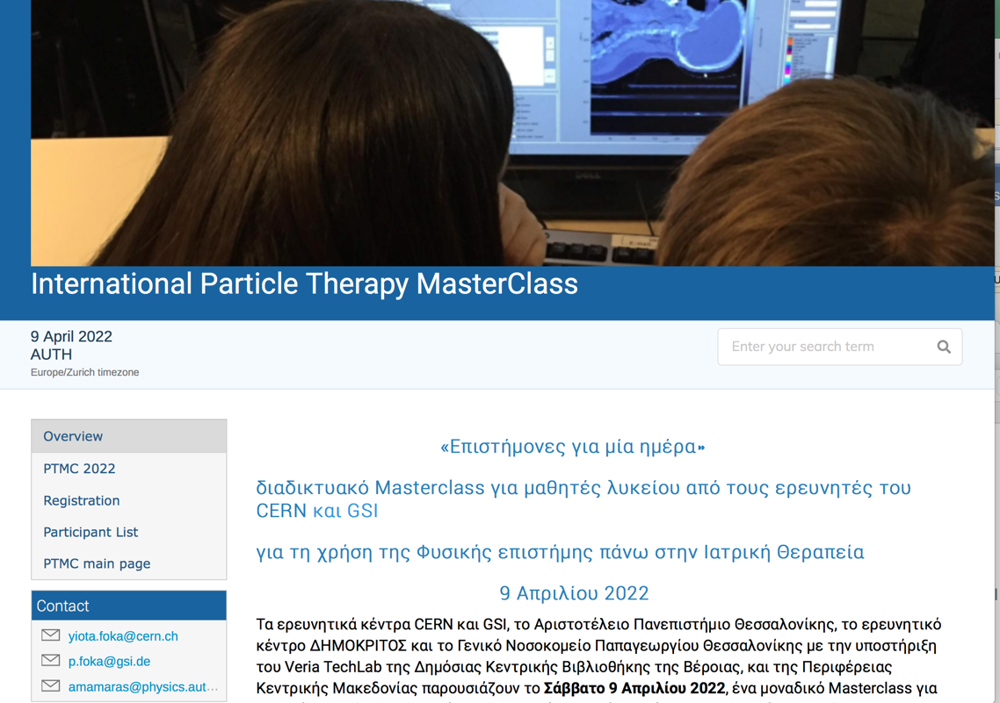 International Particle Therapy MasterClass
9 April 2022
AUTH
Europe/Zurich timezone
Enter your search term
Overview
PTMC 2022
Registration
Participant List
PTMC main page
Contact
yiota.foka@cern.ch
p.foka@gsi.de
amamaras@physics.aut...
«Επιστήμονες για μία ημέρα»
διαδικτυακό Masterclass για μαθητές λυκείου από τους ερευνητές του
CERN και GSI
για τη χρήση της Φυσικής επιστήμης πάνω στην Ιατρική Θεραπεία
9 Απριλίου 2022
Τα ερευνητικά κέντρα CERN και GSI, το Αριστοτέλειο Πανεπιστήμιο Θεσσαλονίκης, το ερευνητικό
κέντρο ΔΗΜΟΚΡΙΤΟΣ και το Γενικό Νοσοκομείο Παπαγεωργίου Θεσσαλονίκης με την υποστήριξη
του Veria TechLab της Δημόσιας Κεντρικής Βιβλιοθήκης της Βέροιας, και της Περιφέρειας
Κεντρικής Μακεδονίας παρουσιάζουν το Σάββατο 9 Απριλίου 2022, ένα μοναδικό Masterclass για